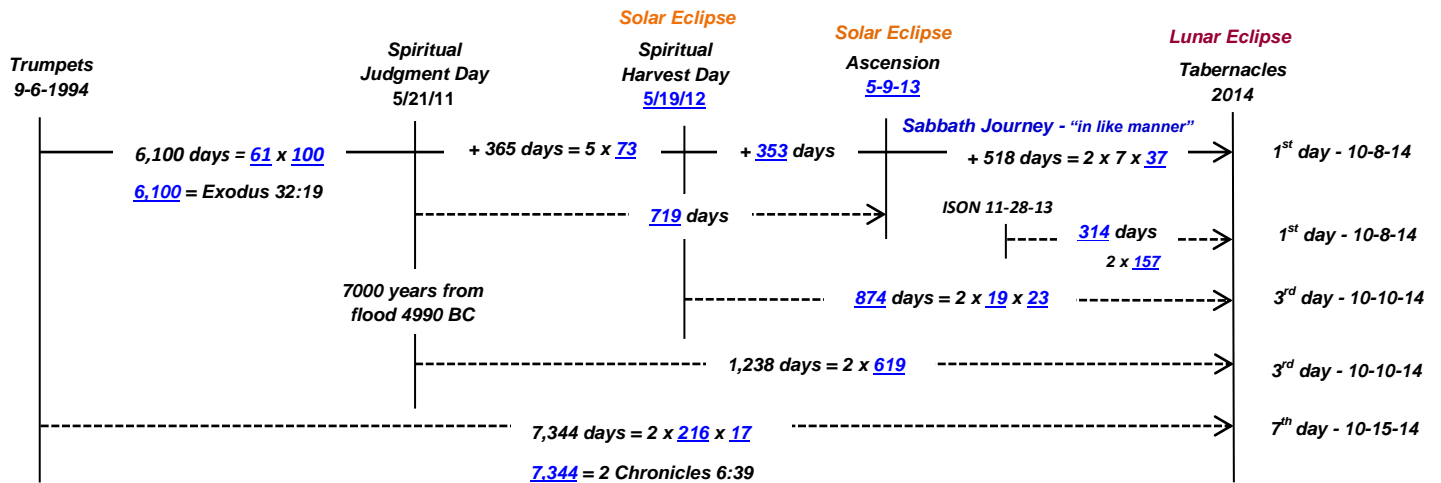 Solar Eclipse
Solar Eclipse
Lunar Eclipse
Trumpets
9-6-1994
Spiritual
Judgment Day
5/21/11
Spiritual
Harvest Day
5/19/12
Ascension
5-9-13
Tabernacles
2014
6,100 days = 61 x 100
6,100 = Exodus 32:19
+ 365 days = 5 x 73
+ 353 days
Sabbath Journey - “in like manner”
+ 518 days = 2 x 7 x 37
1st day - 10-8-14
719 days
ISON 11-28-13
314 days
2 x 157
1st day - 10-8-14
7000 years from
flood 4990 BC
874 days = 2 x 19 x 23
3rd day - 10-10-14
1,238 days = 2 x 619
3rd day - 10-10-14
7,344 days = 2 x 216 x 17
7,344 = 2 Chronicles 6:39
7th day - 10-15-14